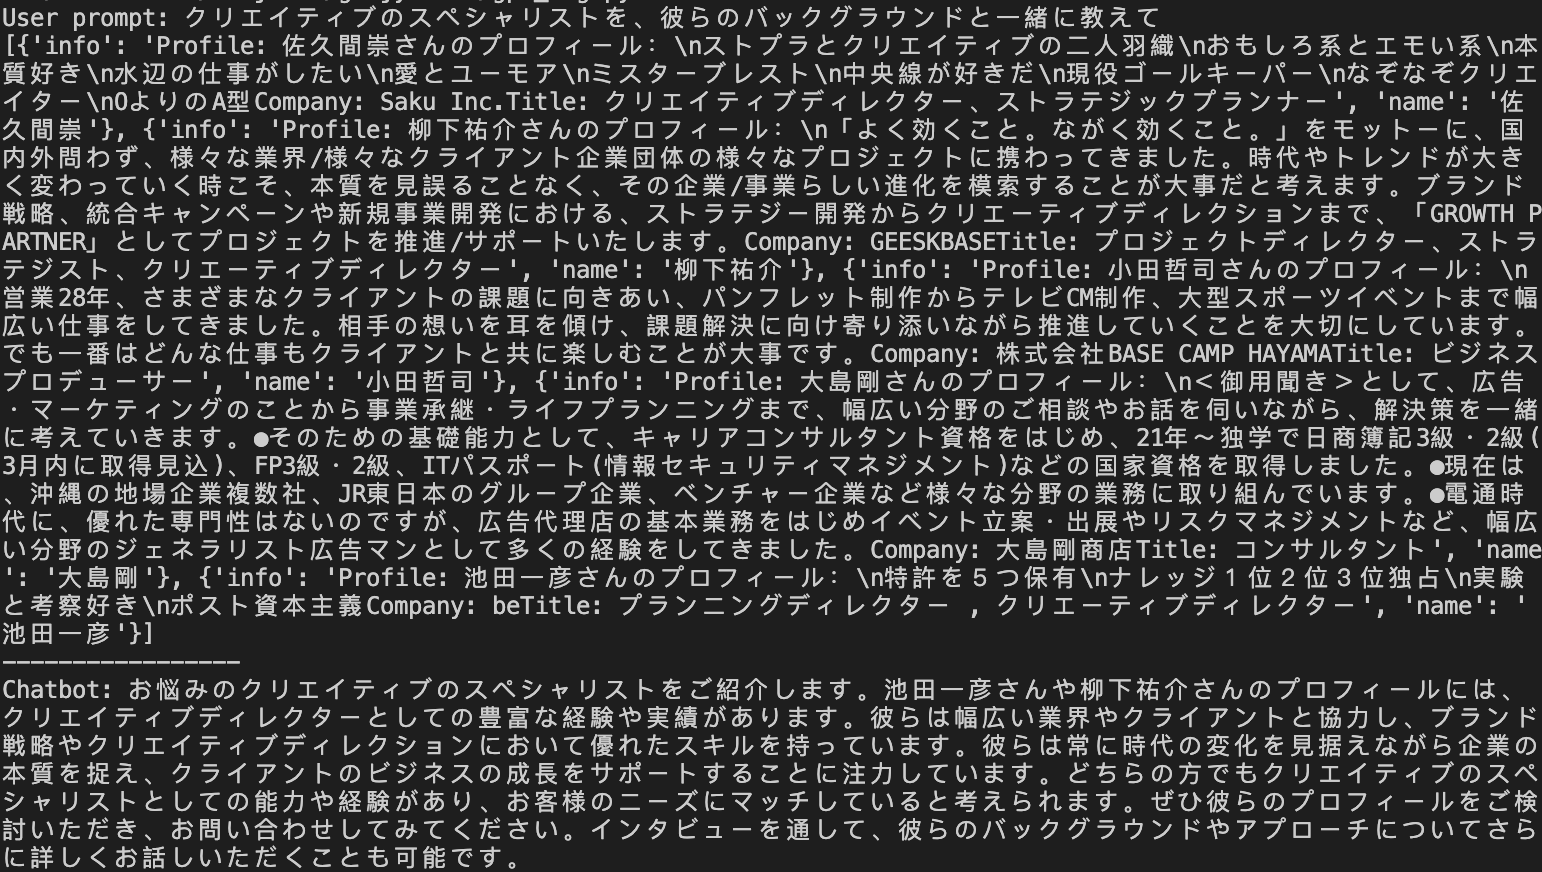 User prompt: クリエイティブのスペシャリストを、彼らのバックグラウンドと一緒に教えて
[{'info': 'Profile: 佐久間崇さんのプロフィール： \nストプラとクリエイティブの二人羽織\nおもしろ系とエモい系\n本
質好き\n水辺の仕事がしたい\n愛とユーモア\nミスターブレスト\n中央線が好きだ\n現役ゴールキーパー\nなぞなぞクリエ
イター\nOよりのA型Company: Saku Inc.Title: クリエイティブディレクター、ストラテジックプランナー', 'name': '佐
久間崇'}, {'info': 'Profile: 柳下祐介さんのプロフィール： \n「よく効くこと。ながく効くこと。」をモットーに、国
内外問わず、様々な業界/様々なクライアント企業団体の様々なプロジェクトに携わってきました。時代やトレンドが大き
く変わっていく時こそ、本質を見誤ることなく、その企業/事業らしい進化を模索することが大事だと考えます。ブランド
戦略、統合キャンペーンや新規事業開発における、ストラテジー開発からクリエーティブディレクションまで、「GROWTH P
ARTNER」としてプロジェクトを推進/サポートいたします。Company: GEESKBASETitle: プロジェクトディレクター、ストラ
テジスト、クリエーティブディレクター', 'name': '柳下祐介'}, {'info': 'Profile: 小田哲司さんのプロフィール： \n
営業28年、さまざまなクライアントの課題に向きあい、パンフレット制作からテレビCM制作、大型スポーツイベントまで幅
広い仕事をしてきました。相手の想いを耳を傾け、課題解決に向け寄り添いながら推進していくことを大切にしています。
でも一番はどんな仕事もクライアントと共に楽しむことが大事です。Company: 株式会社BASE CAMP HAYAMATitle: ビジネス
プロデューサー', 'name': '小田哲司'}, {'info': 'Profile: 大島剛さんのプロフィール： \n＜御用聞き＞として、広告
・マーケティングのことから事業承継・ライフプランニングまで、幅広い分野のご相談やお話を伺いながら、解決策を一緒
に考えていきます。●そのための基礎能力として、キャリアコンサルタント資格をはじめ、21年～独学で日商簿記3級・2級(
3月内に取得見込)、FP3級・2級、ITパスポート(情報セキュリティマネジメント)などの国家資格を取得しました。●現在は
、沖縄の地場企業複数社、JR東日本のグループ企業、ベンチャー企業など様々な分野の業務に取り組んでいます。●電通時
代に、優れた専門性はないのですが、広告代理店の基本業務をはじめイベント立案・出展やリスクマネジメントなど、幅広
い分野のジェネラリスト広告マンとして多くの経験をしてきました。Company: 大島剛商店Title: コンサルタント', 'name
': '大島剛'}, {'info': 'Profile: 池田一彦さんのプロフィール： \n特許を５つ保有\nナレッジ１位２位３位独占\n実験
と考察好き\nポスト資本主義Company: beTitle: プランニングディレクター , クリエーティブディレクター', 'name': '
池田一彦'}]
-----------------
Chatbot: お悩みのクリエイティブのスペシャリストをご紹介します。池田一彦さんや柳下祐介さんのプロフィールには、
クリエイティブディレクターとしての豊富な経験や実績があります。彼らは幅広い業界やクライアントと協力し、ブランド
戦略やクリエイティブディレクションにおいて優れたスキルを持っています。彼らは常に時代の変化を見据えながら企業の
本質を捉え、クライアントのビジネスの成長をサポートすることに注力しています。どちらの方でもクリエイティブのスペ
シャリストとしての能力や経験があり、お客様のニーズにマッチしていると考えられます。ぜひ彼らのプロフィールをご検
討いただき、お問い合わせしてみてください。インタビューを通して、彼らのバックグラウンドやアプローチについてさら
に詳しくお話しいただくことも可能です。